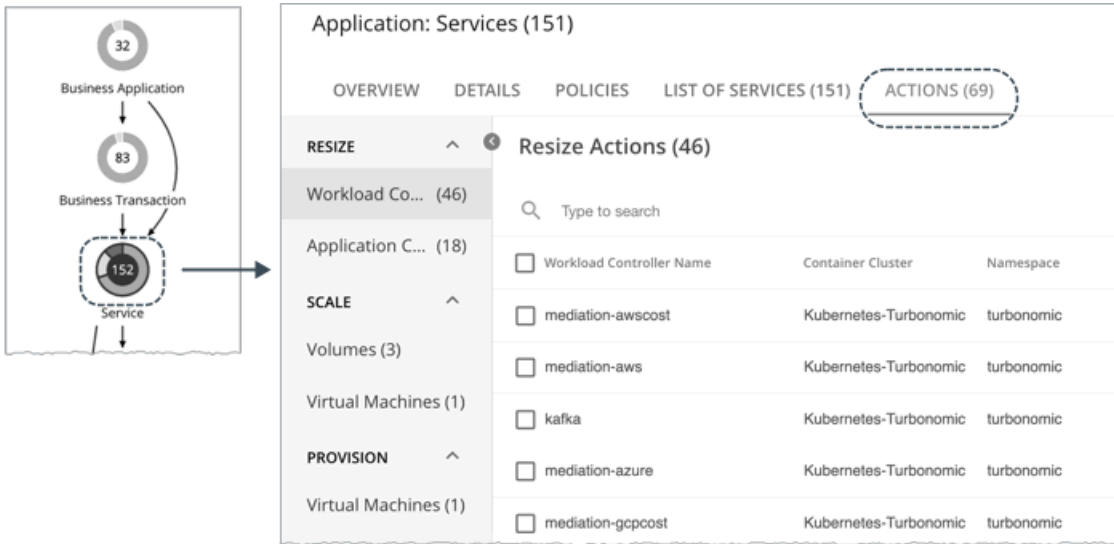 32
Business Application
83
Business Transaction
152
Service
Application: Services (151)
OVERVIEW DETAILS POLICIES LIST OF SERVICES (151) ACTIONS (69)
RESIZE
Workload Co... (46)
Application C... (18)
SCALE
Volumes (3)
Virtual Machines (1)
PROVISION
Virtual Machines (1)
Resize Actions (46)
Type to search
Workload Controller Name Container Cluster Namespace
mediation-awscost Kubernetes-Turbonomic turbonomic
mediation-aws Kubernetes-Turbonomic turbonomic
kafka Kubernetes-Turbonomic turbonomic
mediation-azure Kubernetes-Turbonomic turbonomic
mediation-gcpcost Kubernetes-Turbonomic turbonomic